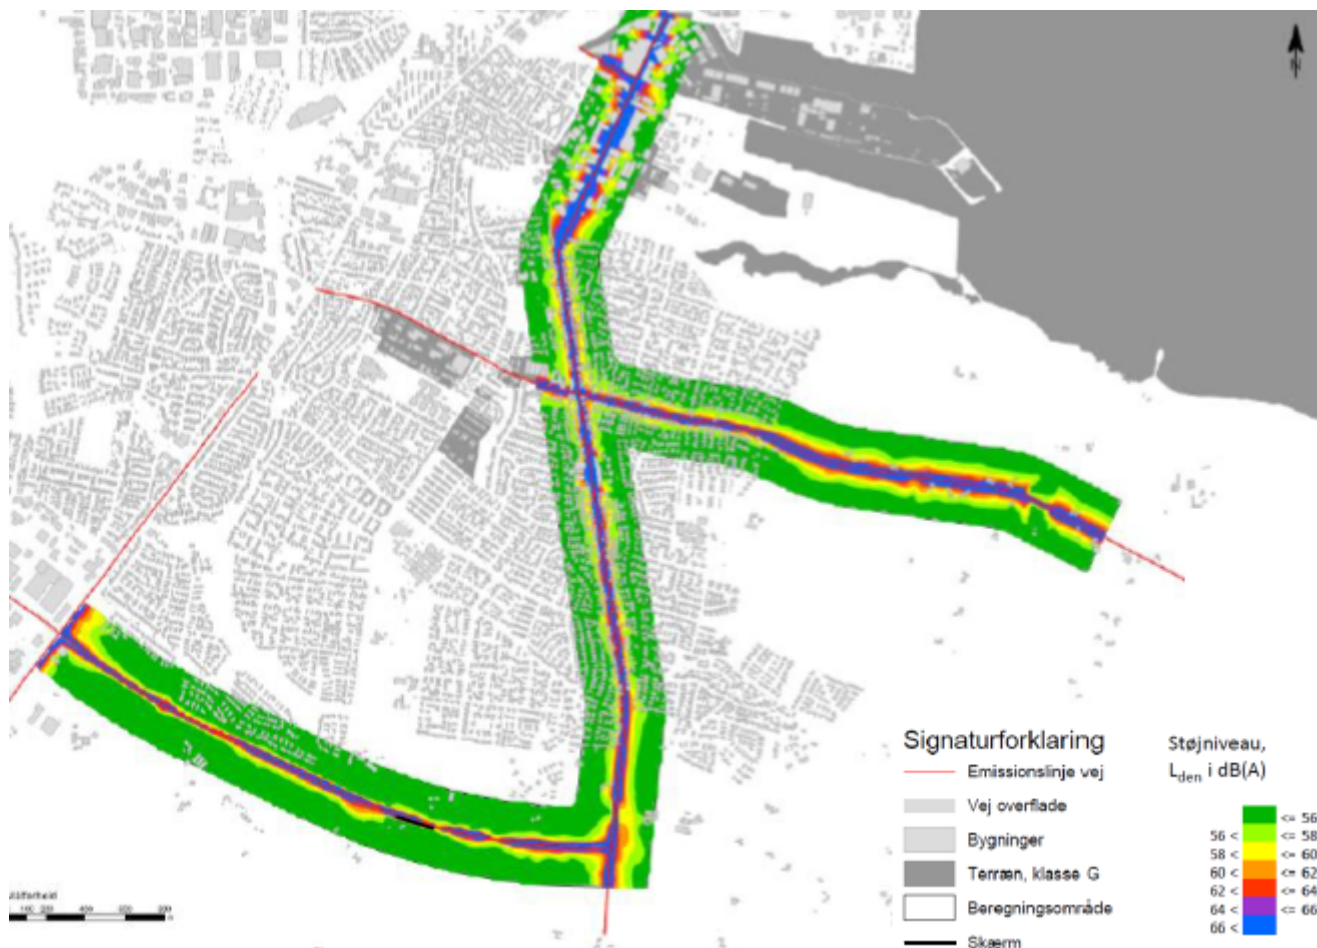 N
Signaturforklaring
Emissionslinje vej
Vej overflade
Bygninger
Terræn, klasse G
Beregningsområde
Skærm
Støjniveau,
Lden i dB(A)
<= 56
56 < <= 58
58 < <= 60
60 < <= 62
62 < <= 64
64 < <= 66
66 <